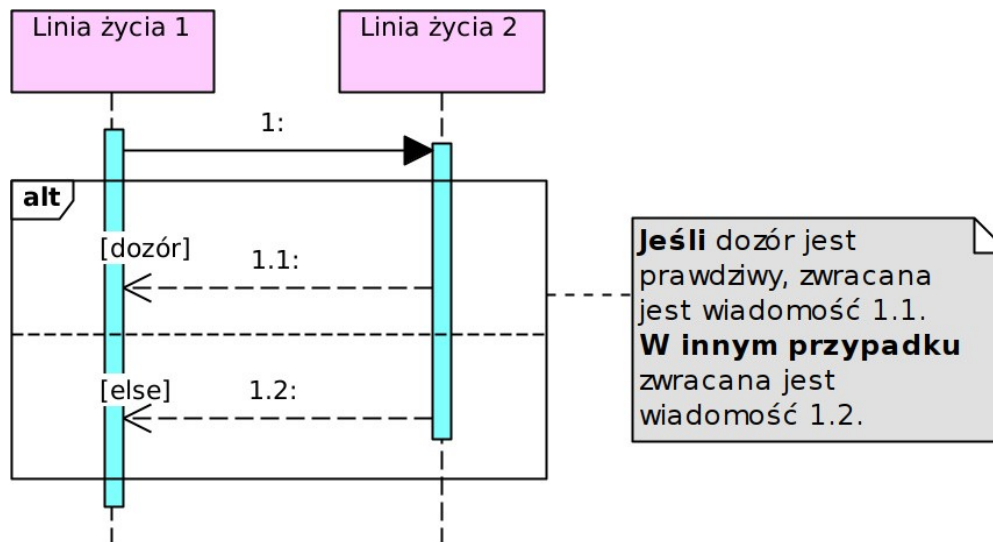 Linia życia 1
Linia życia 2
1:
alt
[dozór]
1.1:
[else]
1.2:
Jeśli dozór jest
prawdziwy, zwracana
jest wiadomość 1.1.
W innym przypadku
zwracana jest
wiadomość 1.2.